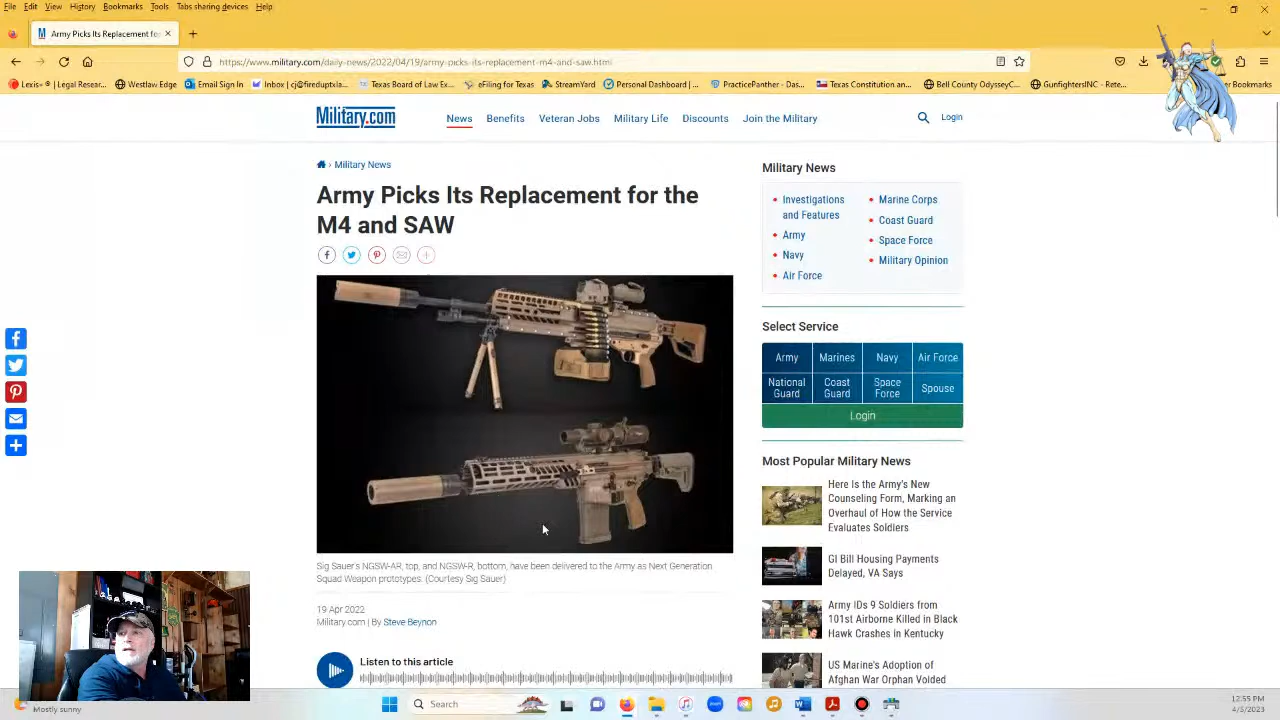 File Edit View History Bookmarks Tools Help
Army Picks Its Replacement for
https://www.military.com/daily-news/2022/04/19/army-picks-its-replacement-m4-and-saw.html
Lexis® | Sign In Westlaw Edge Email Sign In Inbox | cj@fireduptxla... Texas Board of Law E... eFiling for Texas Personal Dashboard |... PracticePanther - Das... Texas Constitution an... Bell County OdysseyC... GunfightersINC - Grea... Bookmarks
Military.com
News Benefits Veteran Jobs Military Life Discounts Join the Military
Login
Military News
Army Picks Its Replacement for the
M4 and SAW
Sig Sauer's NGSW-AR, top, and NGSW-R, bottom, have been delivered to the Army as Next Generation
Squad Weapon prototypes. (Courtesy Sig Sauer)
19 Apr 2022
Military.com | By Steve Beynon
Listen to this article
Military News
Investigations
and Features
Army
Navy
Air Force
Marine Corps
Coast Guard
Space Force
Military Opinion
Select Service
Army Marines Navy Air Force
National Guard Coast Guard Space Force Spouse
Login
Most Popular Military News
Here Is the Army's New
Counseling Form, Marking an
Overhaul of How the Service
Evaluates Soldiers
GI Bill Housing Payments
Delayed, VA Says
Army IDs 9 Soldiers from
101st Airborne Killed in Black
Hawk Crashes in Kentucky
US Marine's Adoption of
Afghan War Orphan Voided
Mostly sunny
Search
12:55 PM
4/5/2023